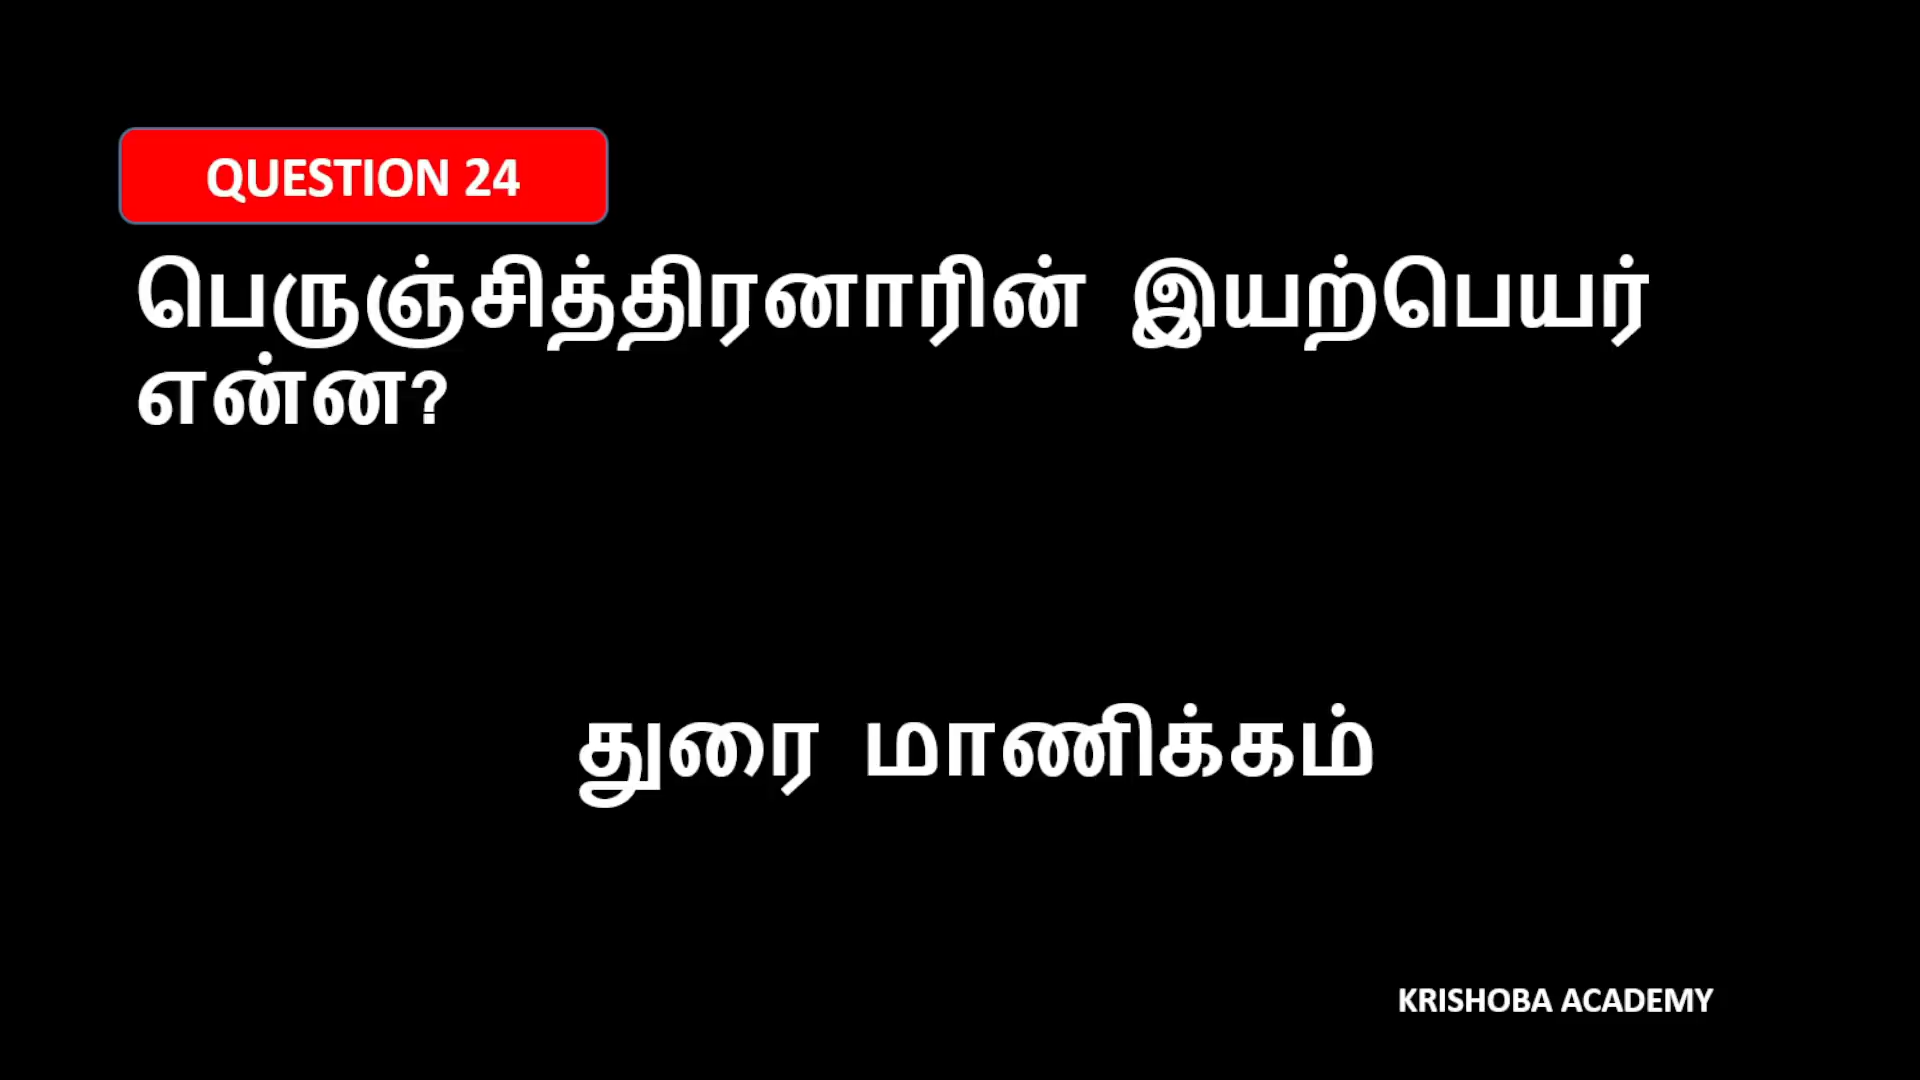 QUESTION 24
பெருஞ்சித்திரனாரின் இயற்பெயர்
என்ன?
துரை மாணிக்கம்
KRISHOBA ACADEMY